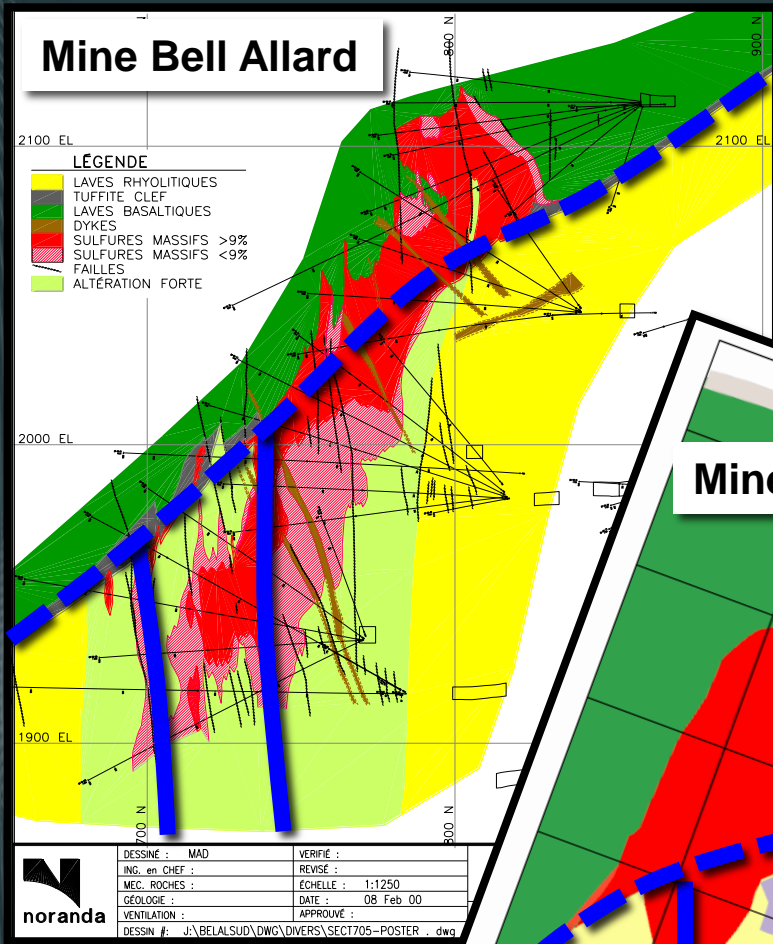 Mine Bell Allard
800 N
900 N
2100 EL
2100 EL
LÉGENDE
LAVES RHYOLITIQUES
TUFFITE CLEF
LAVES BASALTIQUES
DYKES
SULFURES MASSIFS >9%
SULFURES MASSIFS <9%
FAILLES
ALTÉRATION FORTE
2000 EL
Mine
1900 EL
700 N
800 N
noranda
DESSINÉ : MAD
VERIFIÉ :
ING. en CHEF :
REVISÉ :
MEC. ROCHES :
ÉCHELLE : 1:1250
GÉOLOGIE :
DATE : 08 Feb 00
VENTILATION :
APPROUVÉ :
DESSIN #: J:\BELALSUD\DWG\DIVERS\SECT705-POSTER . dwg